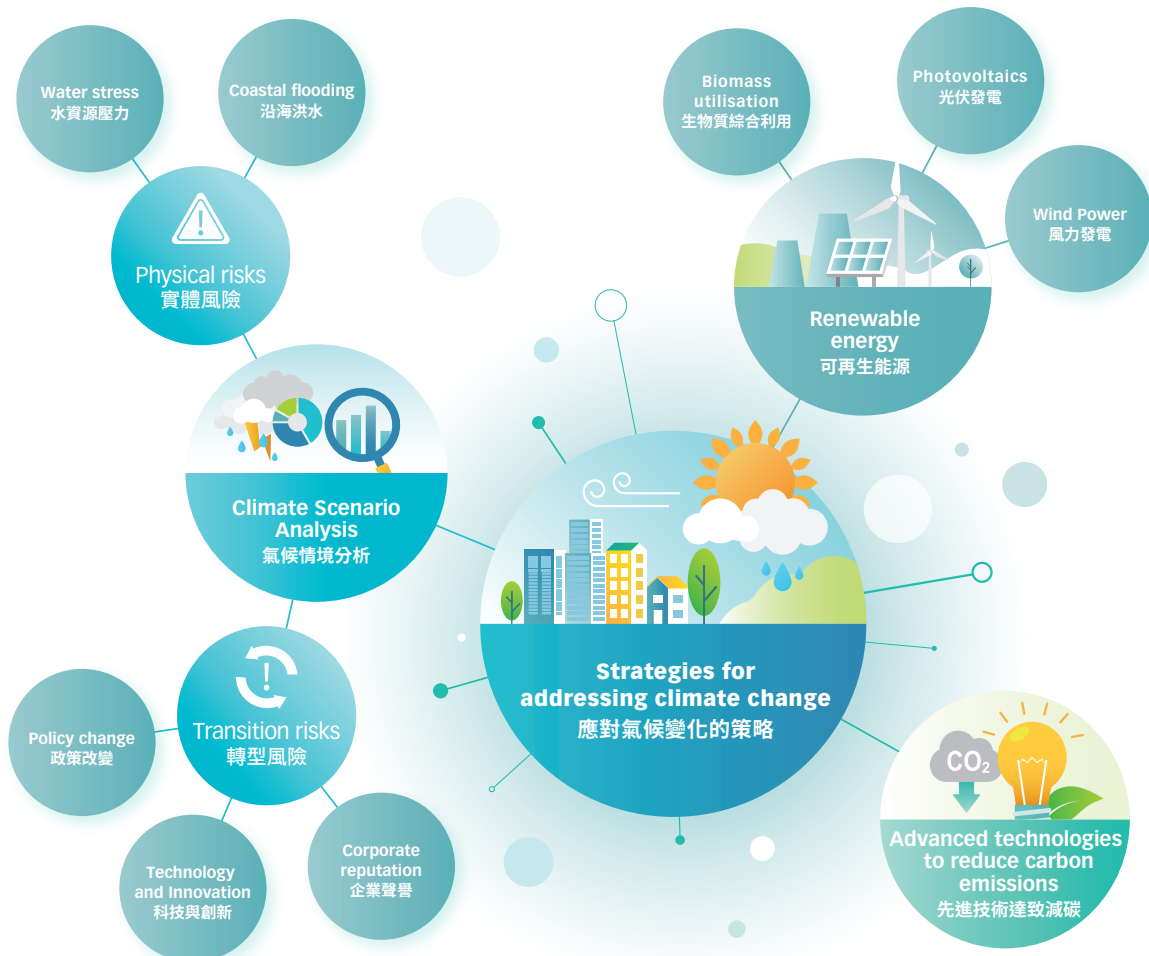 Water stress
水資源壓力
Coastal flooding
沿海洪水
Physical risks
實體風險
Biomass
utilisation
生物質綜合利用
Photovoltaics
光伏發電
Wind Power
風力發電
Renewable
energy
可再生能源
Climate Scenario
Analysis
氣候情境分析
Strategies for
addressing climate change
應對氣候變化的策略
Transition risks
轉型風險
Policy change
政策改變
Technology
and Innovation
科技與創新
Corporate
reputation
企業聲譽
CO₂
Advanced technologies
to reduce carbon
emissions
先進技術達致減碳